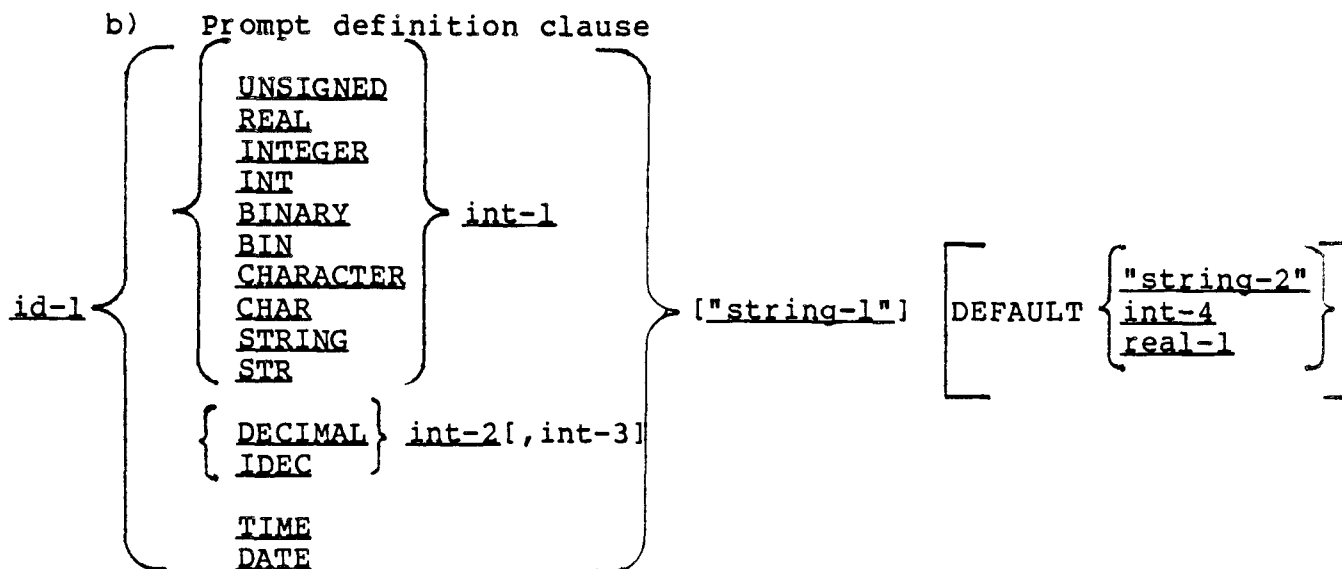 b) Prompt definition clause
UNSIGNED
REAL
INTEGER
INT
BINARY
BIN
CHARACTER
CHAR
STRING
STR
int-1
DECIMAL
IDEC
int-2[,int-3]
TIME
DATE
id-1
["string-1"]
DEFAULT
"string-2"
int-4
real-1